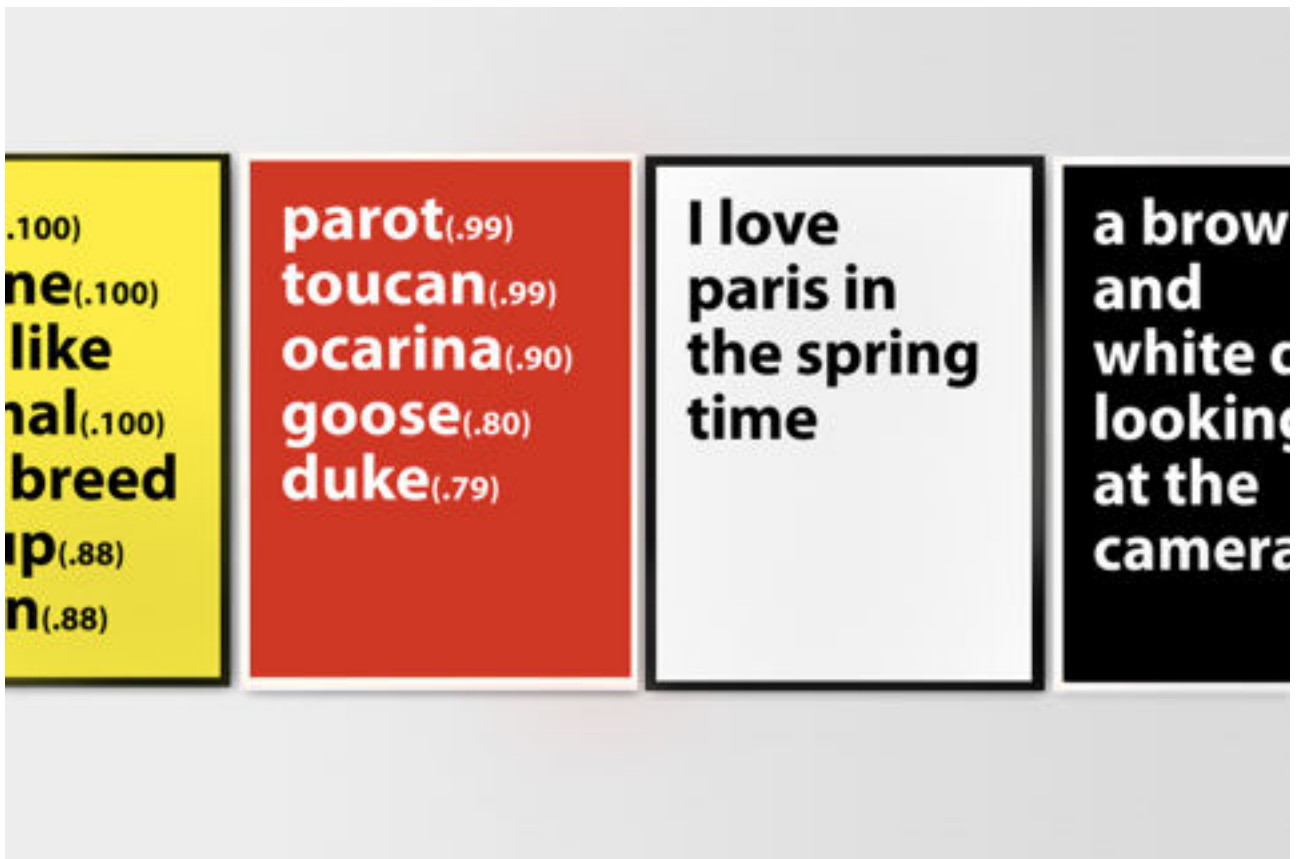 .100)
ne(.100)
like
nal(.100)
breed
up(.88)
n(.88)
parot(.99)
toucan(.99)
ocarina(.90)
goose(.80)
duke(.79)
I love
paris in
the spring
time
a brow
and
white c
looking
at the
camera